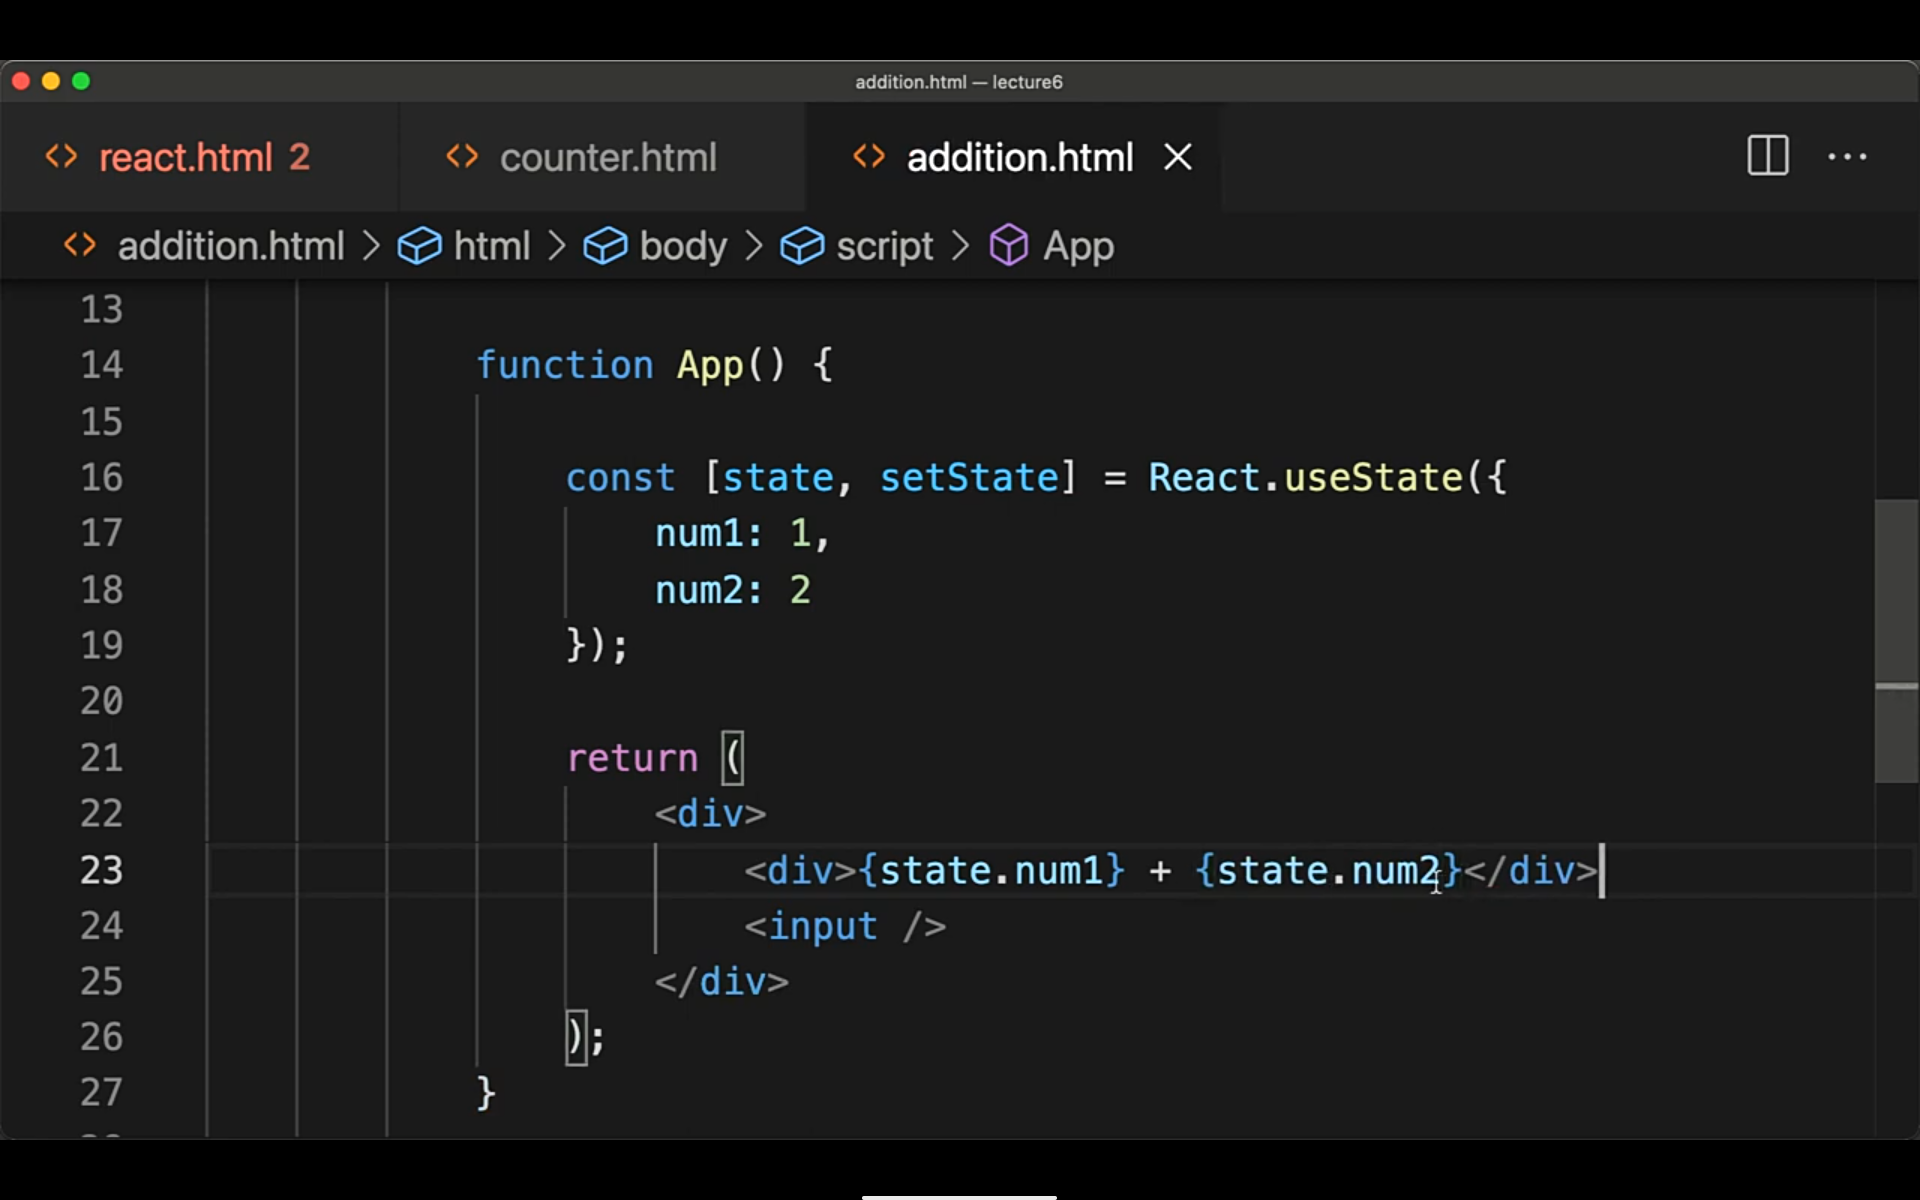 addition.html — lecture6
react.html 2 counter.html addition.html
addition.html > html > body > script > App
13
14 function App() {
15
16 const [state, setState] = React.useState({
17 num1: 1,
18 num2: 2
19 });
20
21 return (
22 <div>
23 <div>{state.num1} + {state.num2}</div>
24 <input />
25 </div>
26 );
27 }